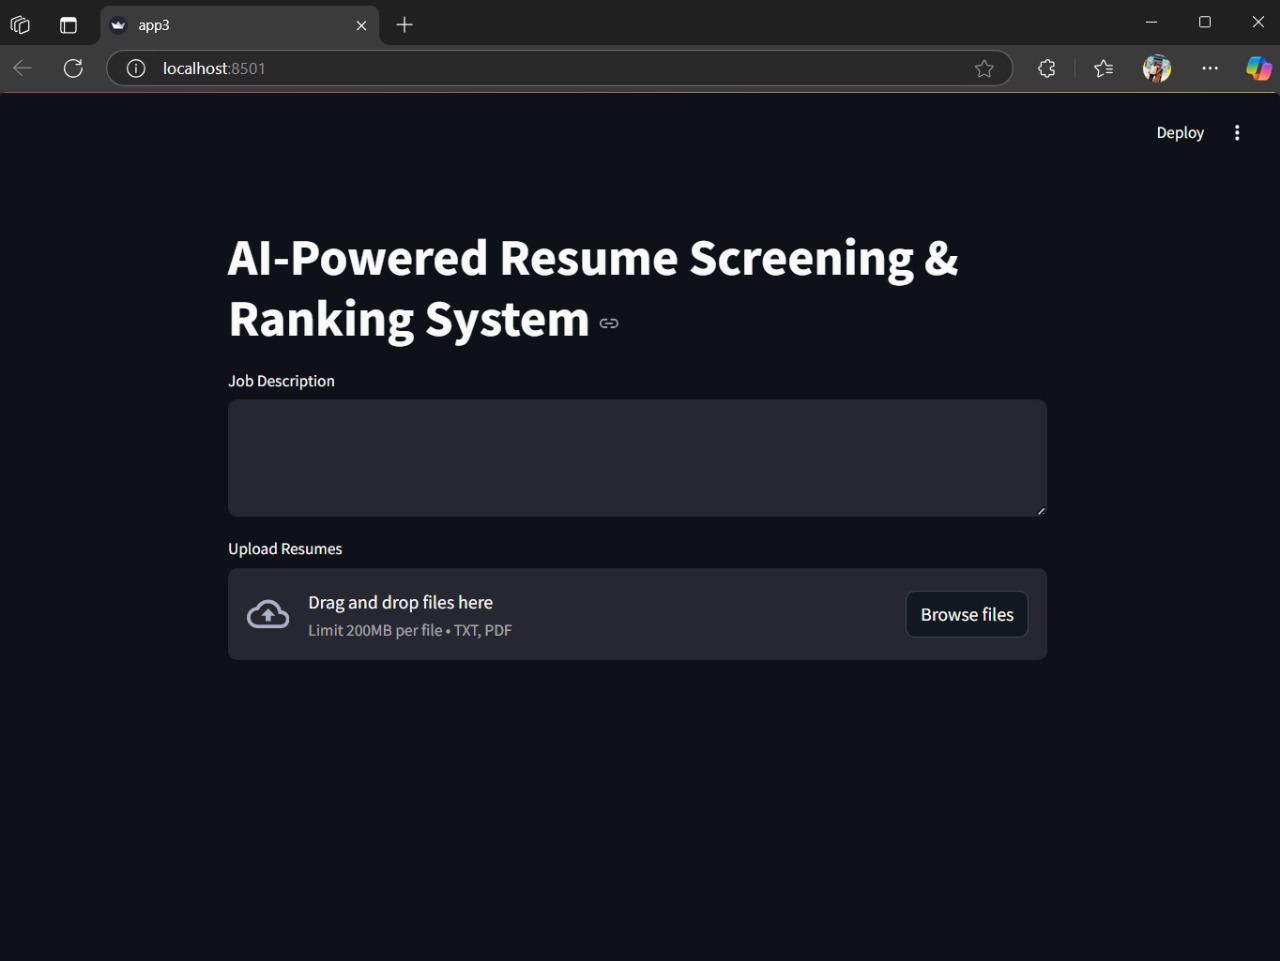 app3
localhost:8501
Deploy
AI-Powered Resume Screening &
Ranking System
Job Description
Upload Resumes
Drag and drop files here
Limit 200MB per file • TXT, PDF
Browse files